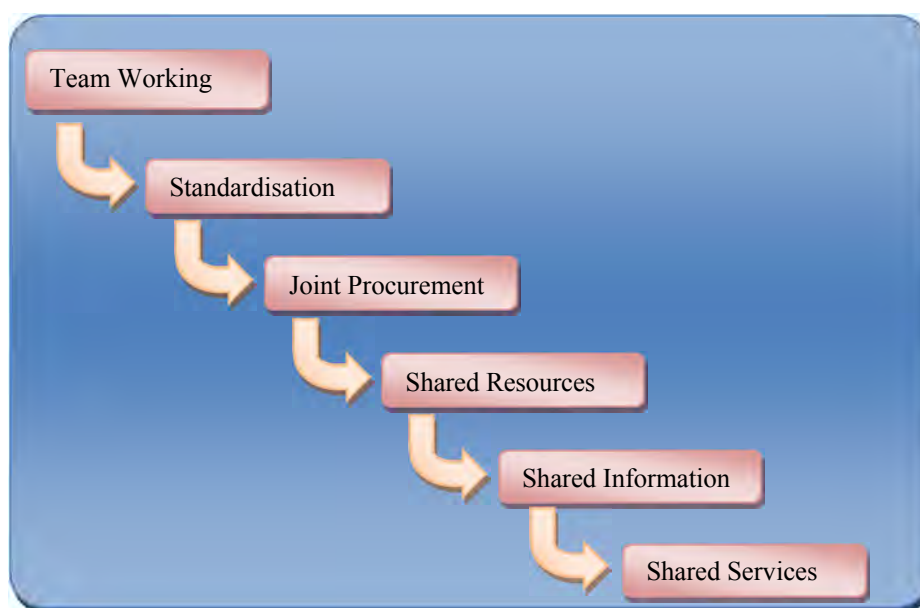 Team Working
Standardisation
Joint Procurement
Shared Resources
Shared Information
Shared Services